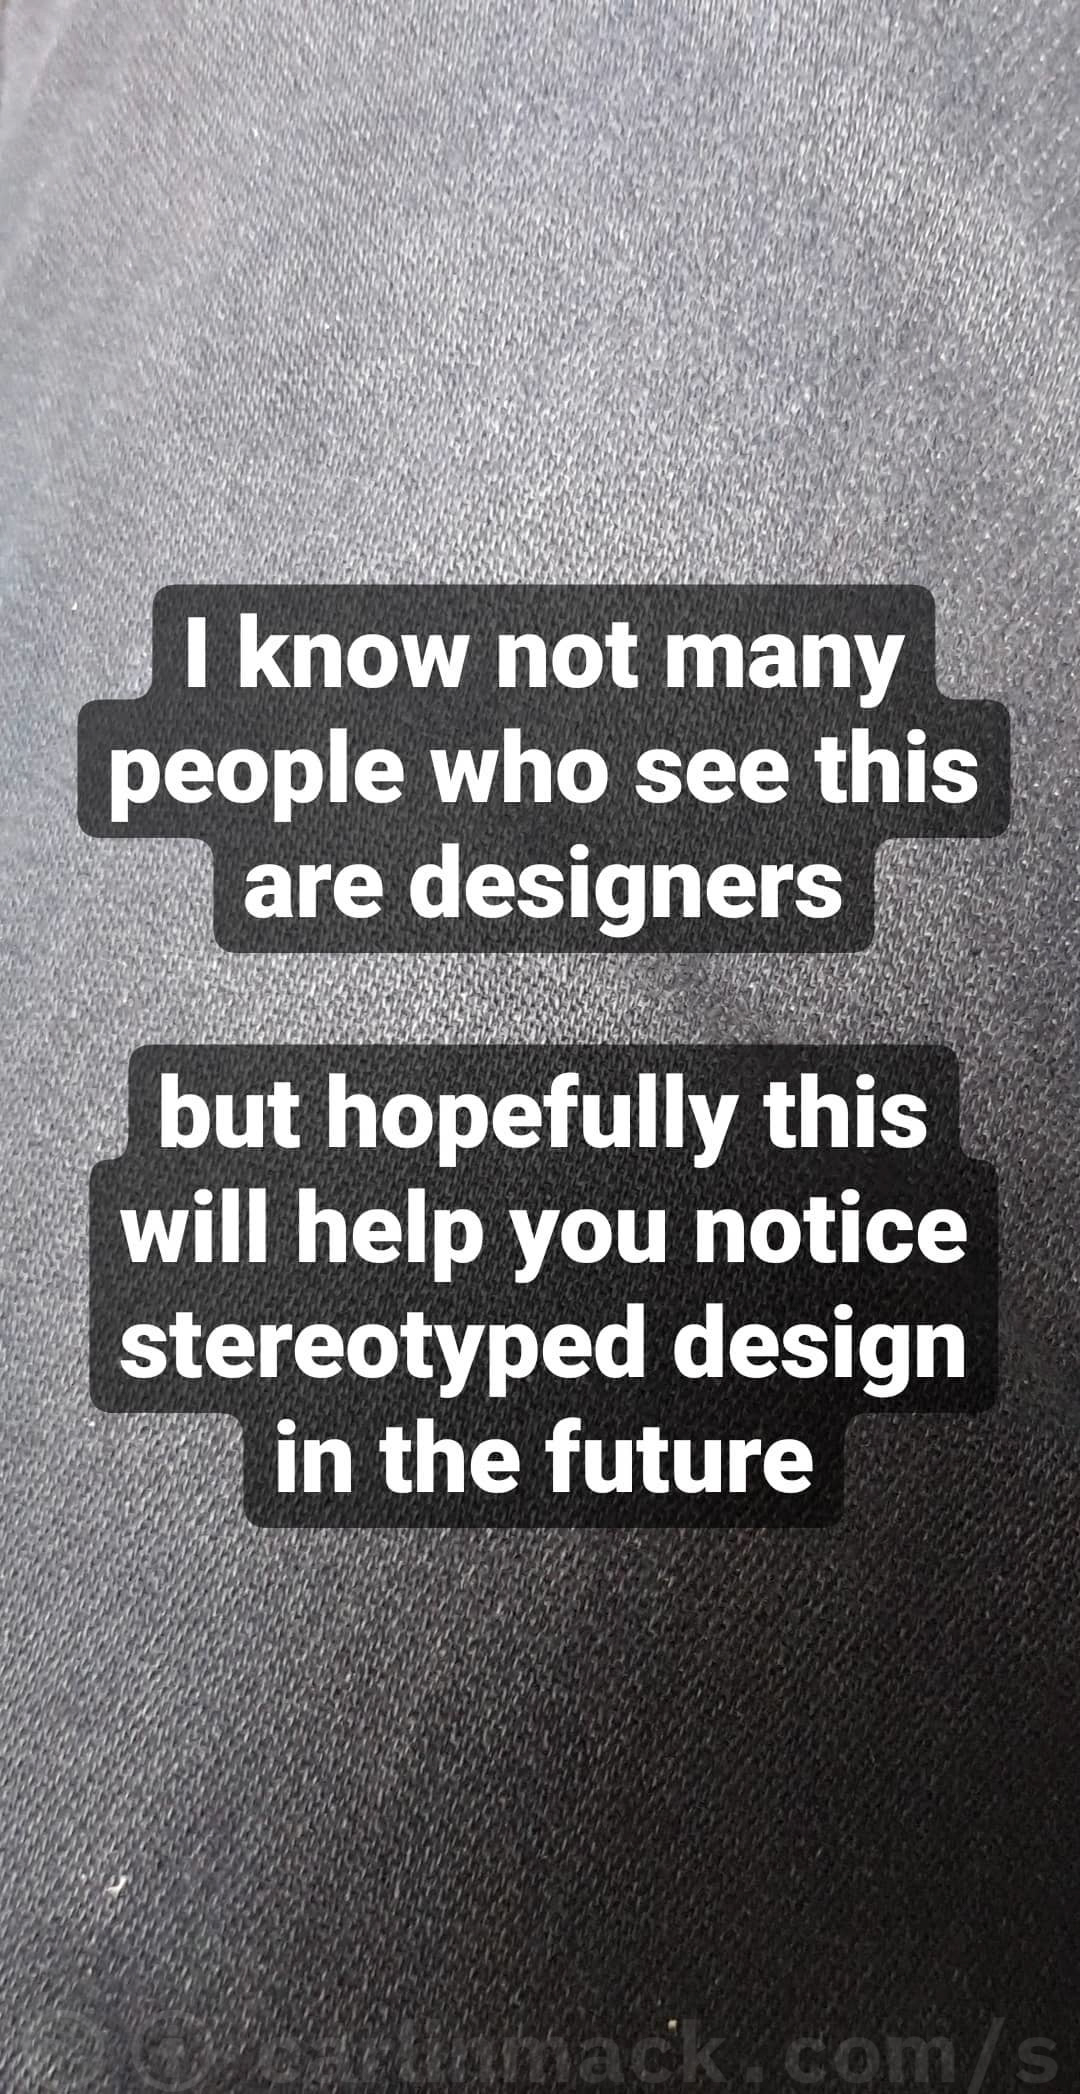 I know not many
people who see this
are designers
but hopefully this
will help you notice
stereotyped design
in the future